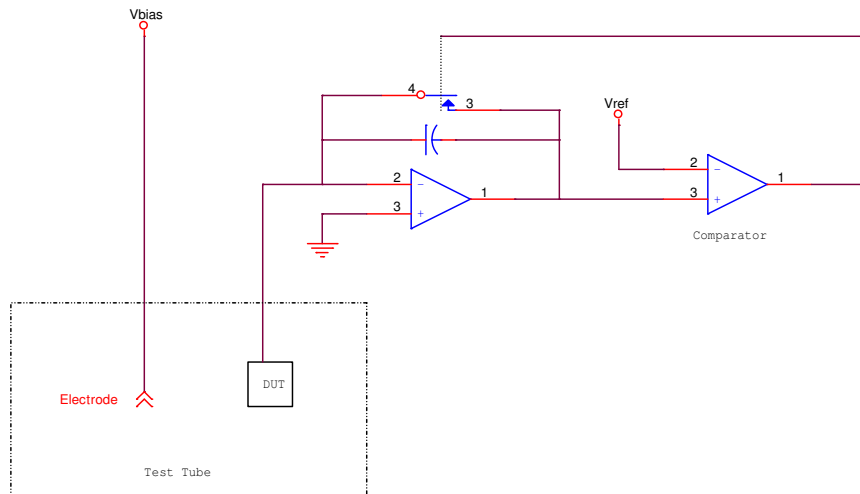 Vbias
4
3
Vref
2
-
1
3
+
2
-
1
3
+
Comparator
DUT
Electrode
Test Tube